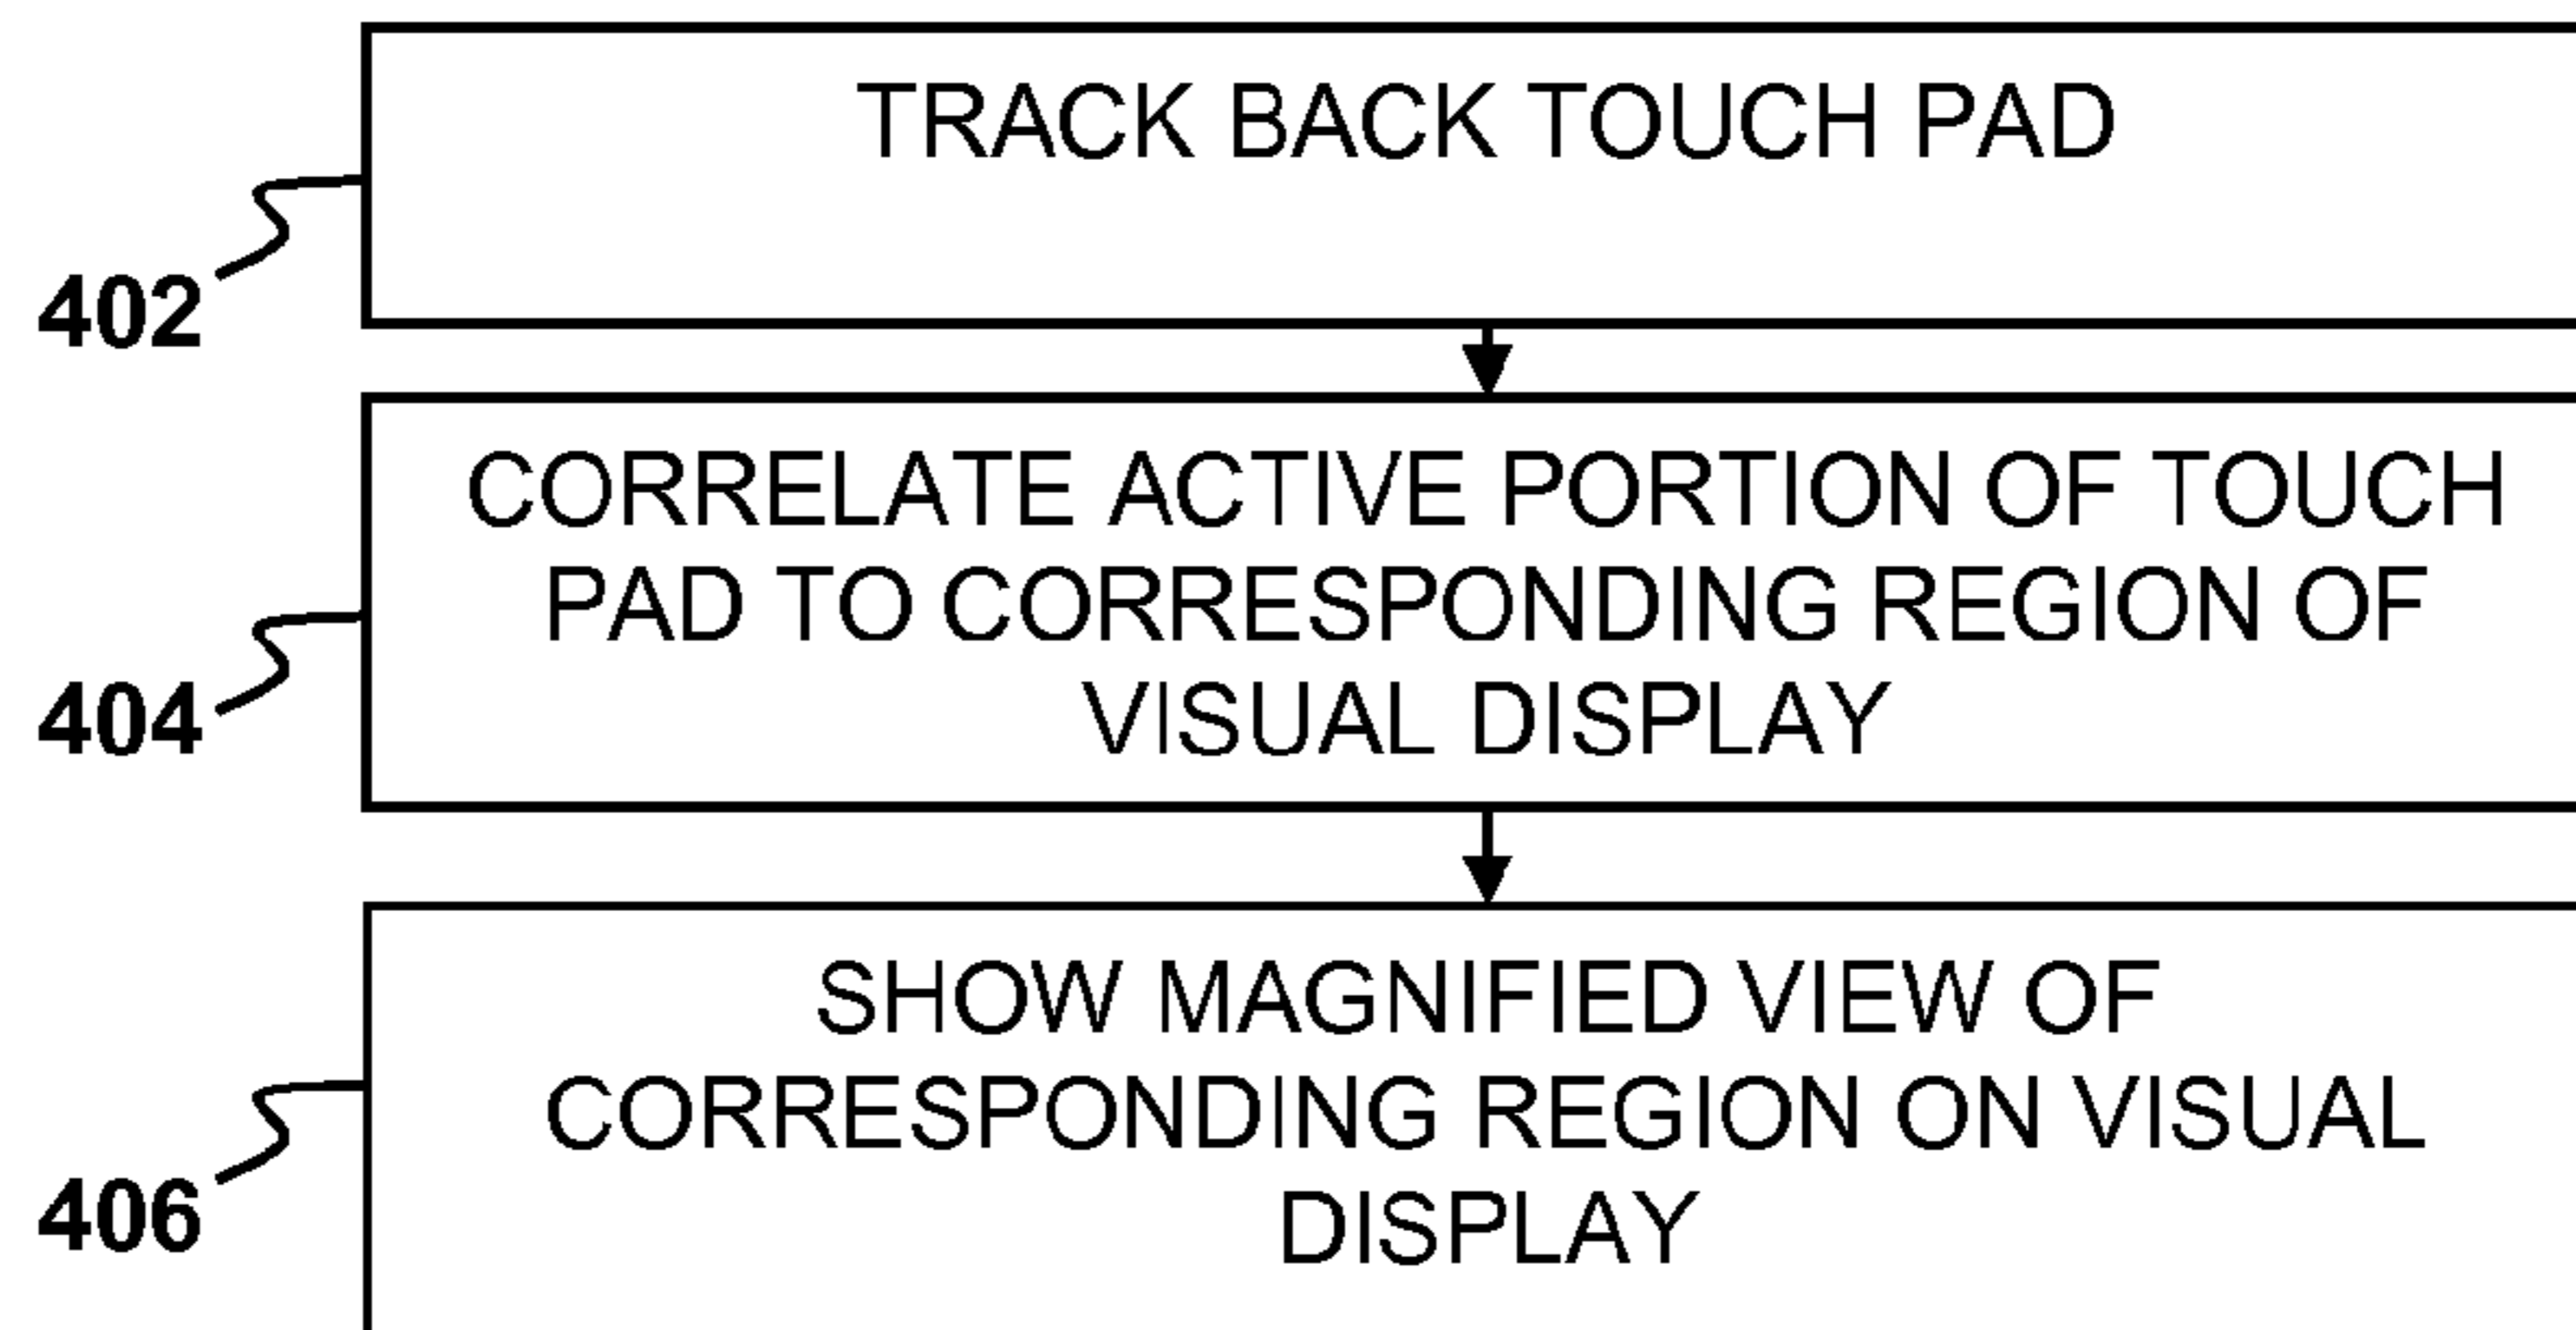 TRACK BACK TOUCH PAD
402
CORRELATE ACTIVE PORTION OF TOUCH
PAD TO CORRESPONDING REGION OF
VISUAL DISPLAY
404
SHOW MAGNIFIED VIEW OF
CORRESPONDING REGION ON VISUAL
DISPLAY
406